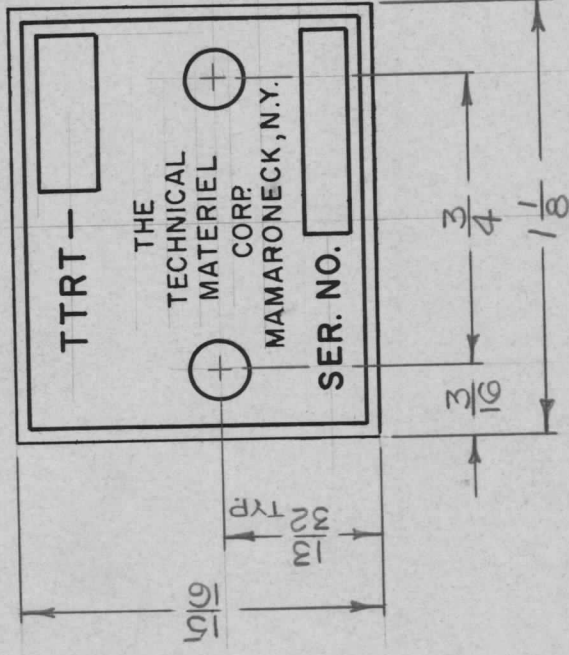 TTRT –
THE
TECHNICAL
MATERIEL
CORP.
MAMARONECK, N.Y.
SER. NO.
15/16
13/32 TYP.
3/16
3/4
1 1/8